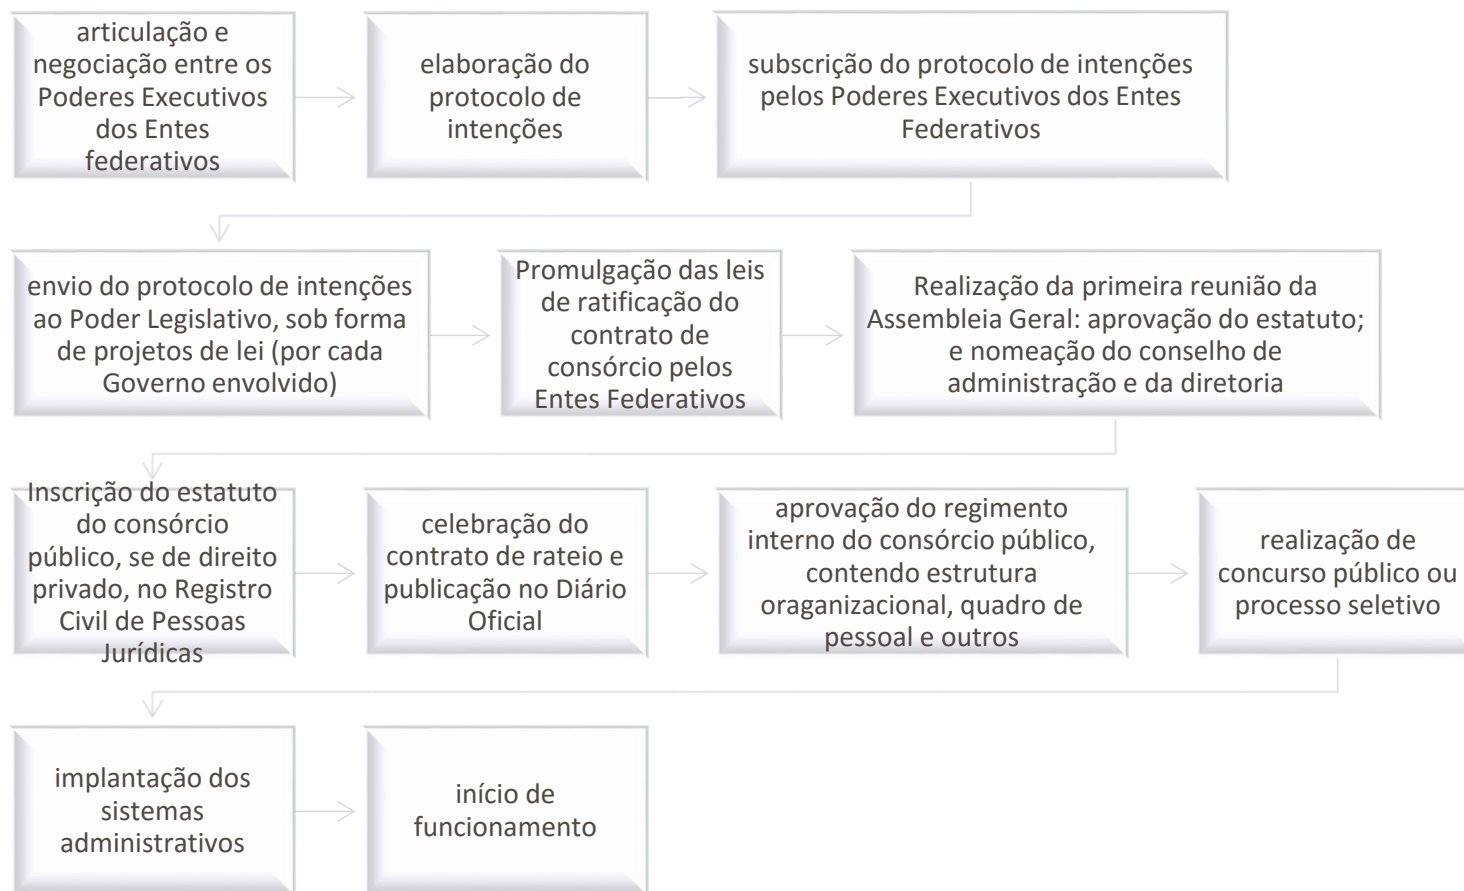 articulação e
negociação entre os
Poderes Executivos
dos Entes
federativos
elaboração do
protocolo de
intenções
subscrição do protocolo de intenções
pelos Poderes Executivos dos Entes
Federativos
envio do protocolo de intenções
ao Poder Legislativo, sob forma
de projetos de lei (por cada
Governo envolvido)
Promulgação das leis
de ratificação do
contrato de
consórcio pelos
Entes Federativos
Realização da primeira reunião da
Assembleia Geral: aprovação do estatuto;
e nomeação do conselho de
administração e da diretoria
Inscrição do estatuto
do consórcio
público, se de direito
privado, no Registro
Civil de Pessoas
Jurídicas
celebração do
contrato de rateio e
publicação no Diário
Oficial
aprovação do regimento
interno do consórcio público,
contendo estrutura
oraganizacional, quadro de
pessoal e outros
realização de
concurso público ou
processo seletivo
implantação dos
sistemas
administrativos
início de
funcionamento